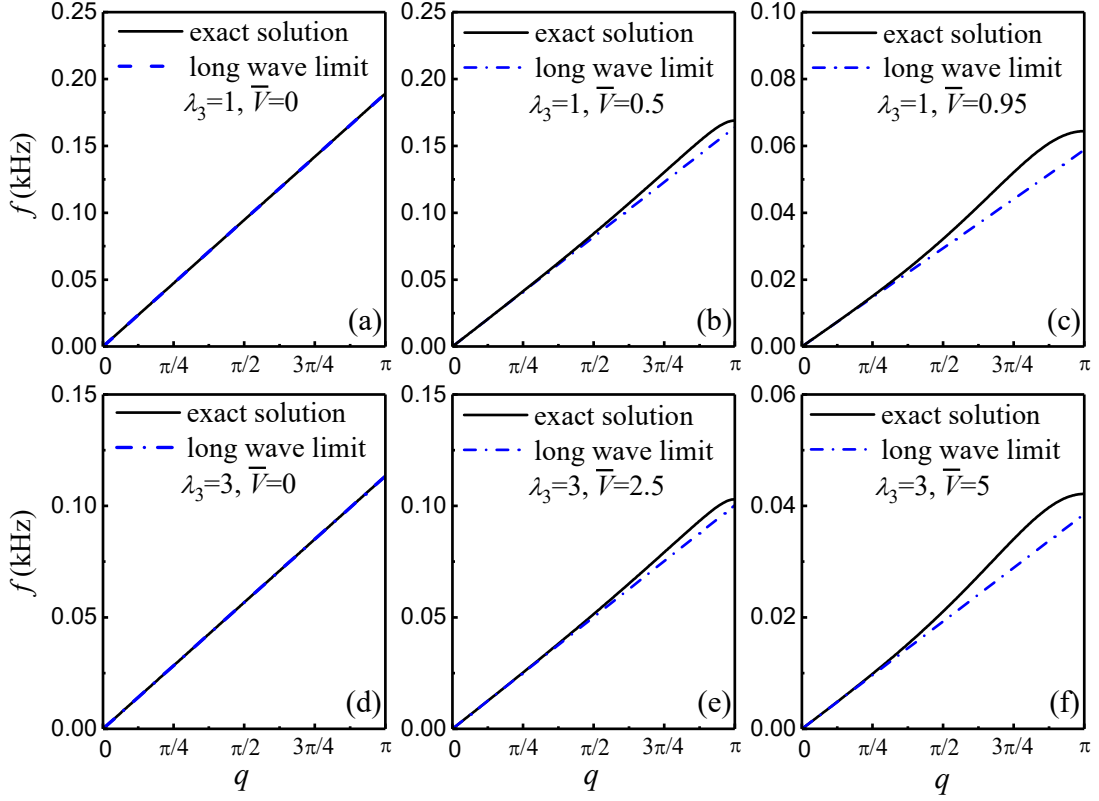 0.25
0.20
0.15
0.10
0.05
0.00
f (kHz)
exact solution
long wave limit
λ₃=1, V̅=0
(a)
0 π/4 π/2 3π/4 π
0.25
0.20
0.15
0.10
0.05
0.00
exact solution
long wave limit
λ₃=1, V̅=0.5
(b)
0 π/4 π/2 3π/4 π
0.10
0.08
0.06
0.04
0.02
0.00
exact solution
long wave limit
λ₃=1, V̅=0.95
(c)
0 π/4 π/2 3π/4 π
0.15
0.10
0.05
0.00
f (kHz)
exact solution
long wave limit
λ₃=3, V̅=0
(d)
0 π/4 π/2 3π/4 π
q
0.15
0.10
0.05
0.00
exact solution
long wave limit
λ₃=3, V̅=2.5
(e)
0 π/4 π/2 3π/4 π
q
0.06
0.04
0.02
0.00
exact solution
long wave limit
λ₃=3, V̅=5
(f)
0 π/4 π/2 3π/4 π
q